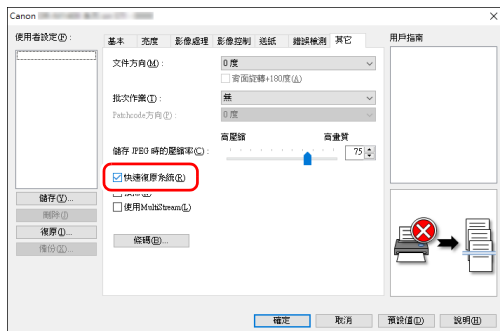 Canon
使用者設定(P):
基本 亮度 影像處理 影像控制 送紙 錯誤檢測 其它
用戶指南
文件方向(M): 0 度
背面旋轉+180度(A)
批次作業(I): 無
Patchcode方向(P): 0 度
高壓縮 高畫質
儲存 JPEG 時的壓縮率(C): 75
快速復原系統(R)
使用MultiStream(L)
條碼(B)...
儲存(V)...
刪除(J)
復原(J)...
備份(K)...
確定 取消 預設值(D) 說明(H)